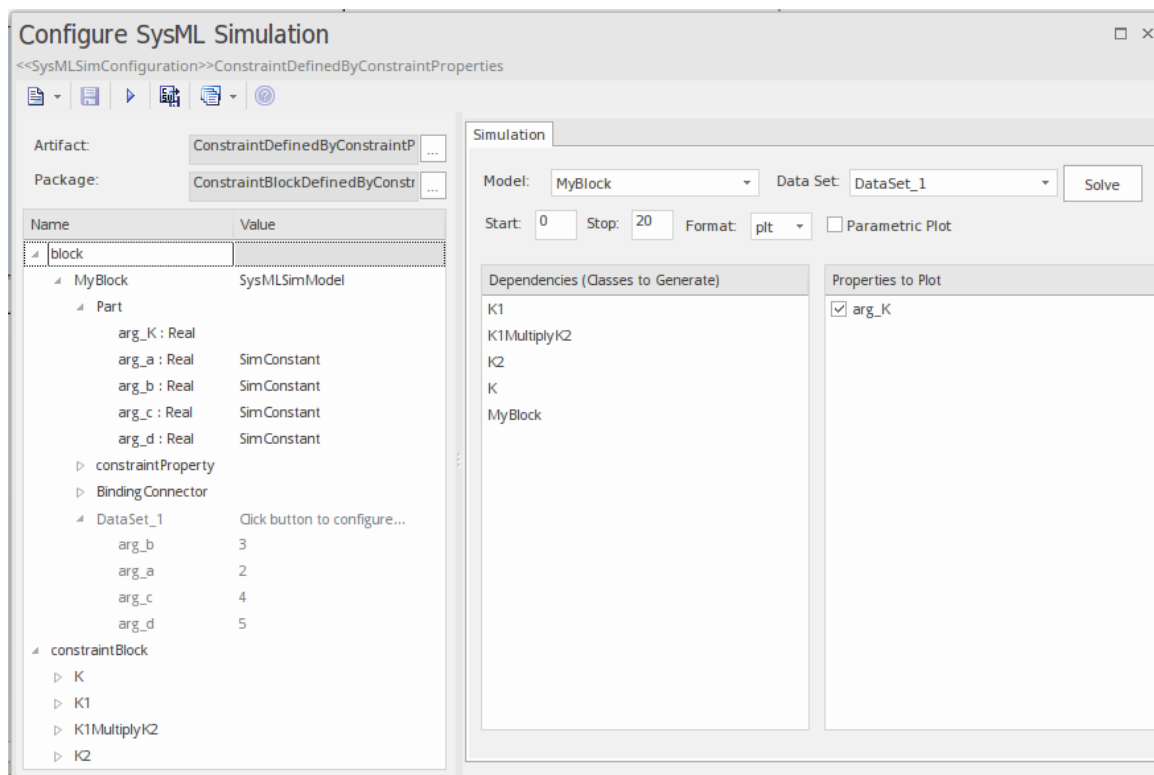 Configure SysML Simulation
<<SysMLSimConfiguration>>ConstraintDefinedByConstraintProperties
Artifact: ConstraintDefinedByConstraintP ...
Package: ConstraintBlockDefinedByConstr ...
Name Value
block
MyBlock SysMLSimModel
Part
arg_K : Real
arg_a : Real SimConstant
arg_b : Real SimConstant
arg_c : Real SimConstant
arg_d : Real SimConstant
constraintProperty
BindingConnector
DataSet_1 Click button to configure...
arg_b 3
arg_a 2
arg_c 4
arg_d 5
constraintBlock
K
K1
K1MultiplyK2
K2
Simulation
Model: MyBlock Data Set: DataSet_1 Solve
Start: 0 Stop: 20 Format: plt Parametric Plot
Dependencies (Classes to Generate)
K1
K1MultiplyK2
K2
K
MyBlock
Properties to Plot
arg_K